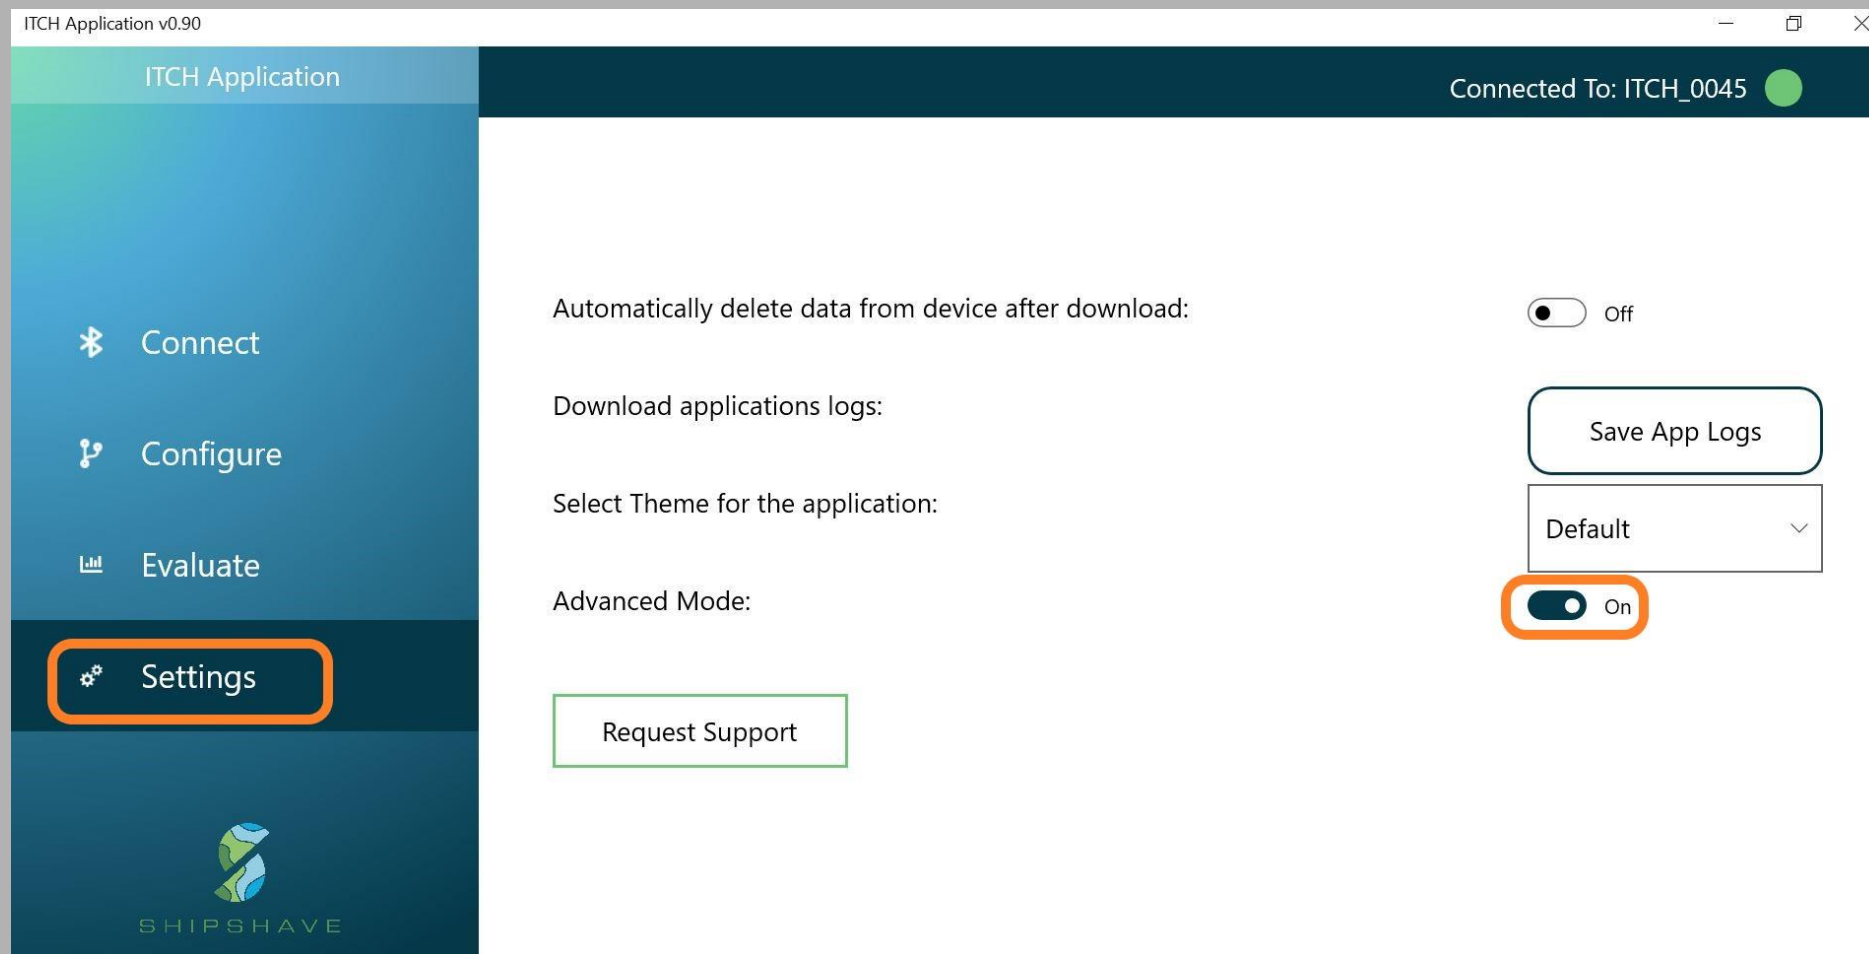 ITCH Application v0.90
ITCH Application
Connected To: ITCH_0045
Connect
Configure
Evaluate
Settings
SHIPSHAVE
Automatically delete data from device after download:
Off
Download applications logs:
Save App Logs
Select Theme for the application:
Default
Advanced Mode:
On
Request Support